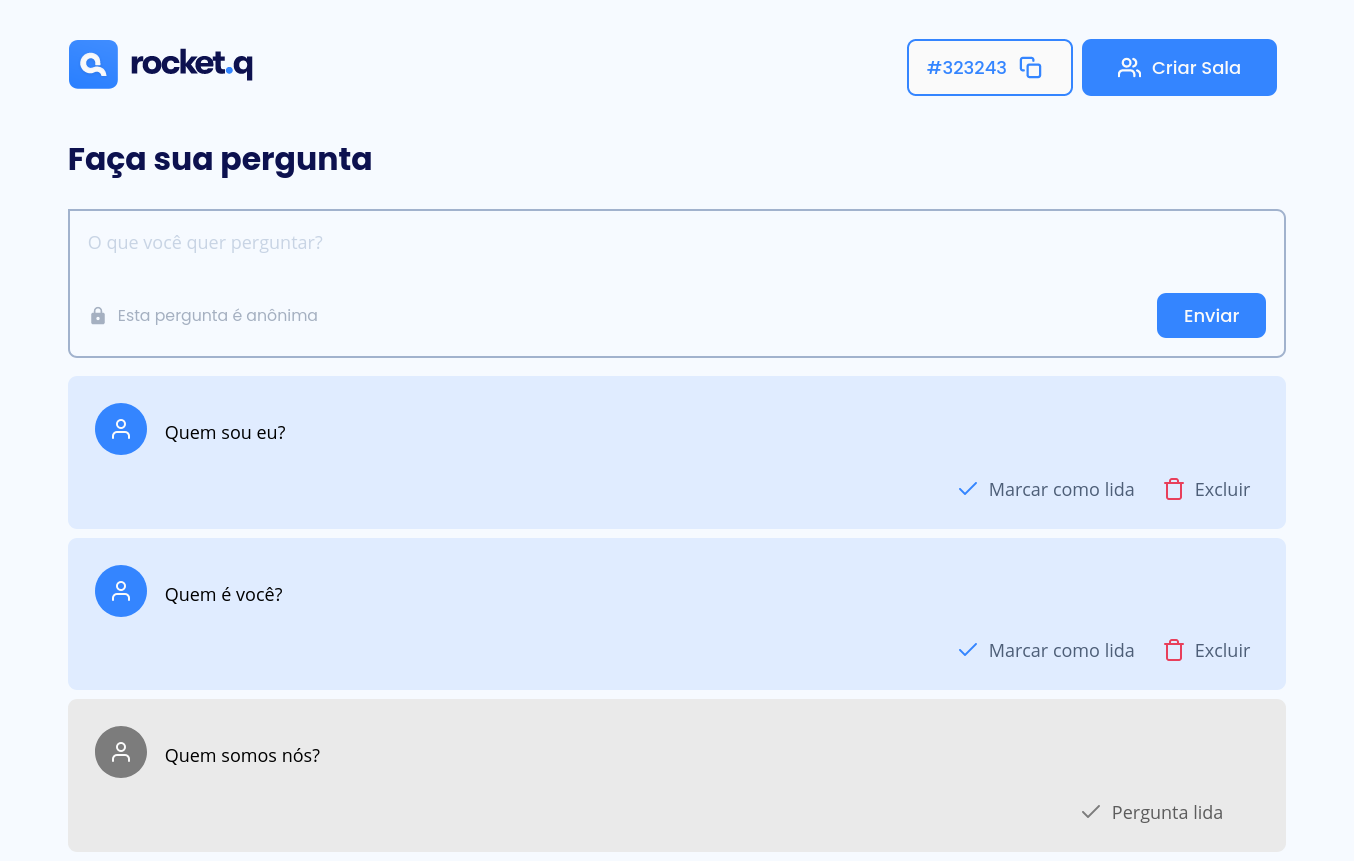 rocket.q
#323243
Criar Sala
Faça sua pergunta
O que você quer perguntar?
Esta pergunta é anônima
Enviar
Quem sou eu?
Marcar como lida
Excluir
Quem é você?
Marcar como lida
Excluir
Quem somos nós?
Pergunta lida